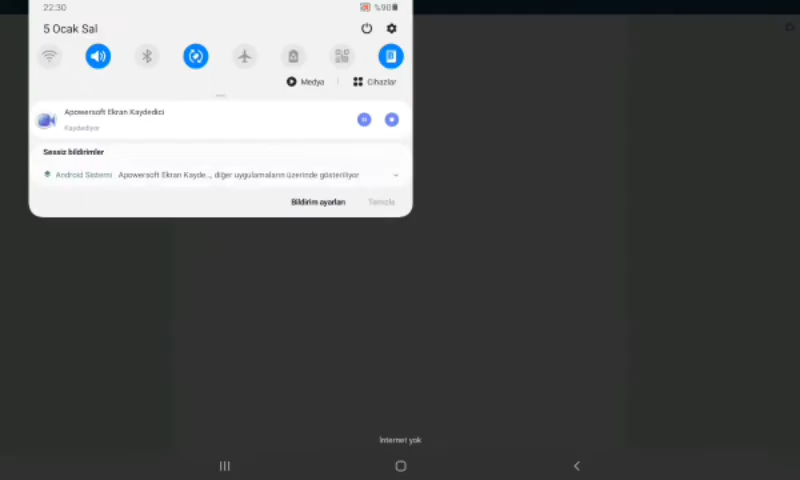 22:30
%90
5 Ocak Sal
Medya
Cihazlar
Apowersoft Ekran Kaydedici
Kaydediyor
Sessiz bildirimler
Android Sistemi Apowersoft Ekran Kayde..., diğer uygulamaların üzerinde gösteriliyor
Bildirim ayarları
Temizle
İnternet yok